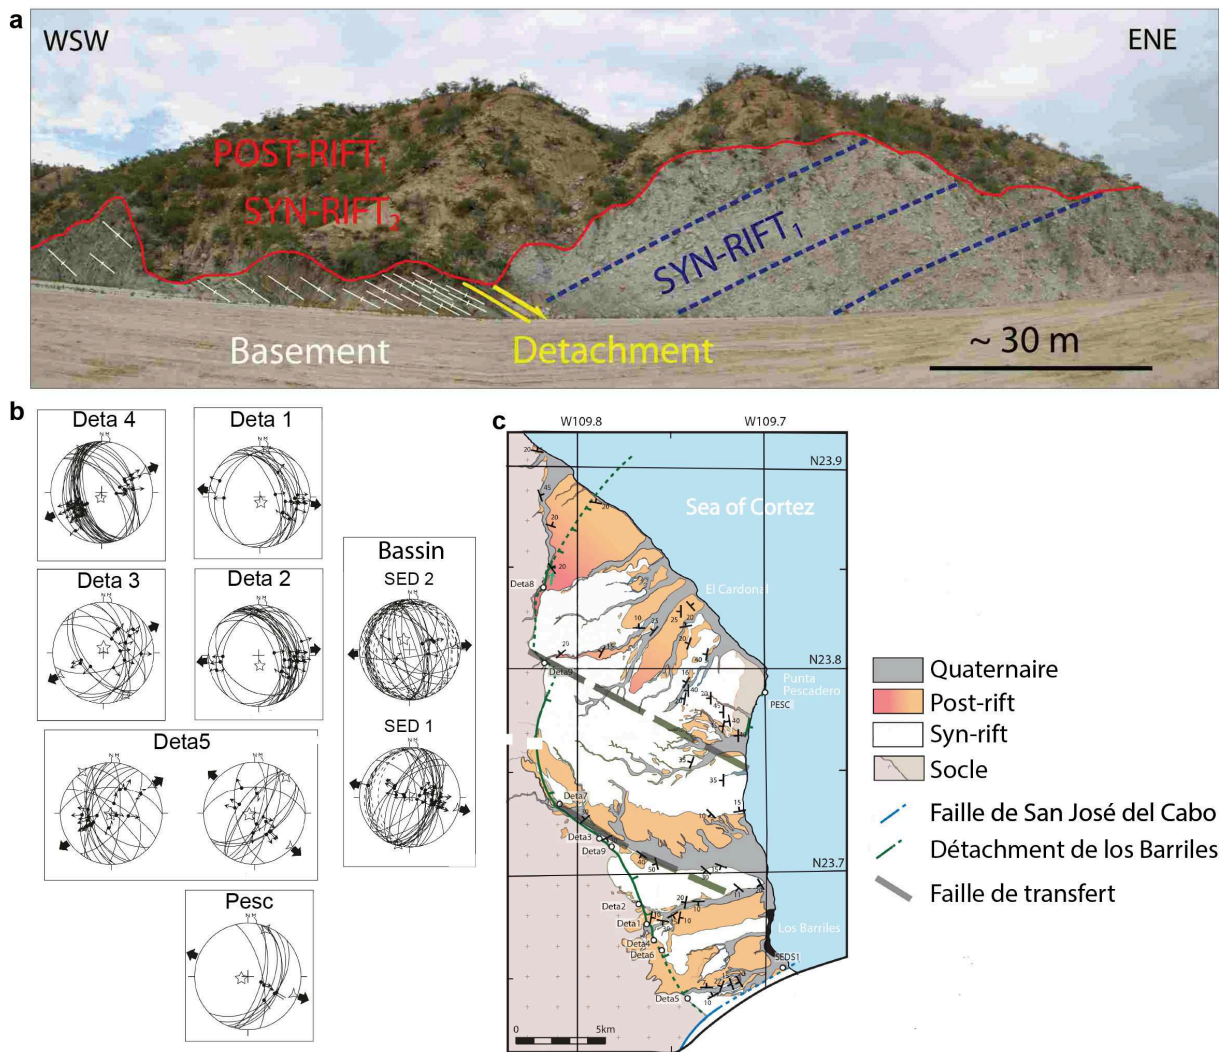 a
WSW
ENE
POST-RIFT1
SYN-RIFT2
SYN-RIFT1
Basement
Detachment
~ 30 m
b
Deta 4
Deta 1
N M
N M
Deta 3
Deta 2
N M
N M
Bassin
SED 2
N M
SED 1
N M
Deta5
N M
N M
Pesc
N M
c
W109.8
W109.7
N23.9
Sea of Cortez
El Cardonal
Deta8
Deta9
N23.8
Punta
Pescadero
PESC
Deta7
Deta3
Deta9
N23.7
Deta2
Deta1
Deta4
Deta6
Los Barriles
SEDS1
Deta5
0 5km
Quaternaire
Post-rift
Syn-rift
Socle
Faille de San José del Cabo
Détachment de los Barriles
Faille de transfert